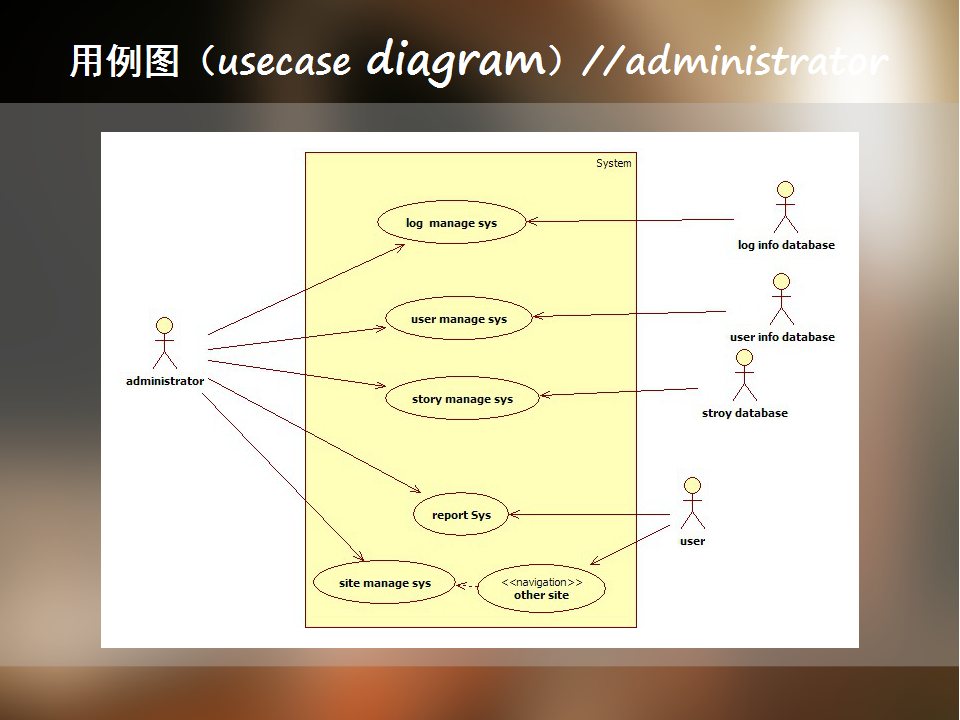 用例图（usecase diagram）//administrator
System
log manage sys
log info database
user manage sys
user info database
administrator
story manage sys
stroy database
report Sys
user
site manage sys
<<navigation>>
other site